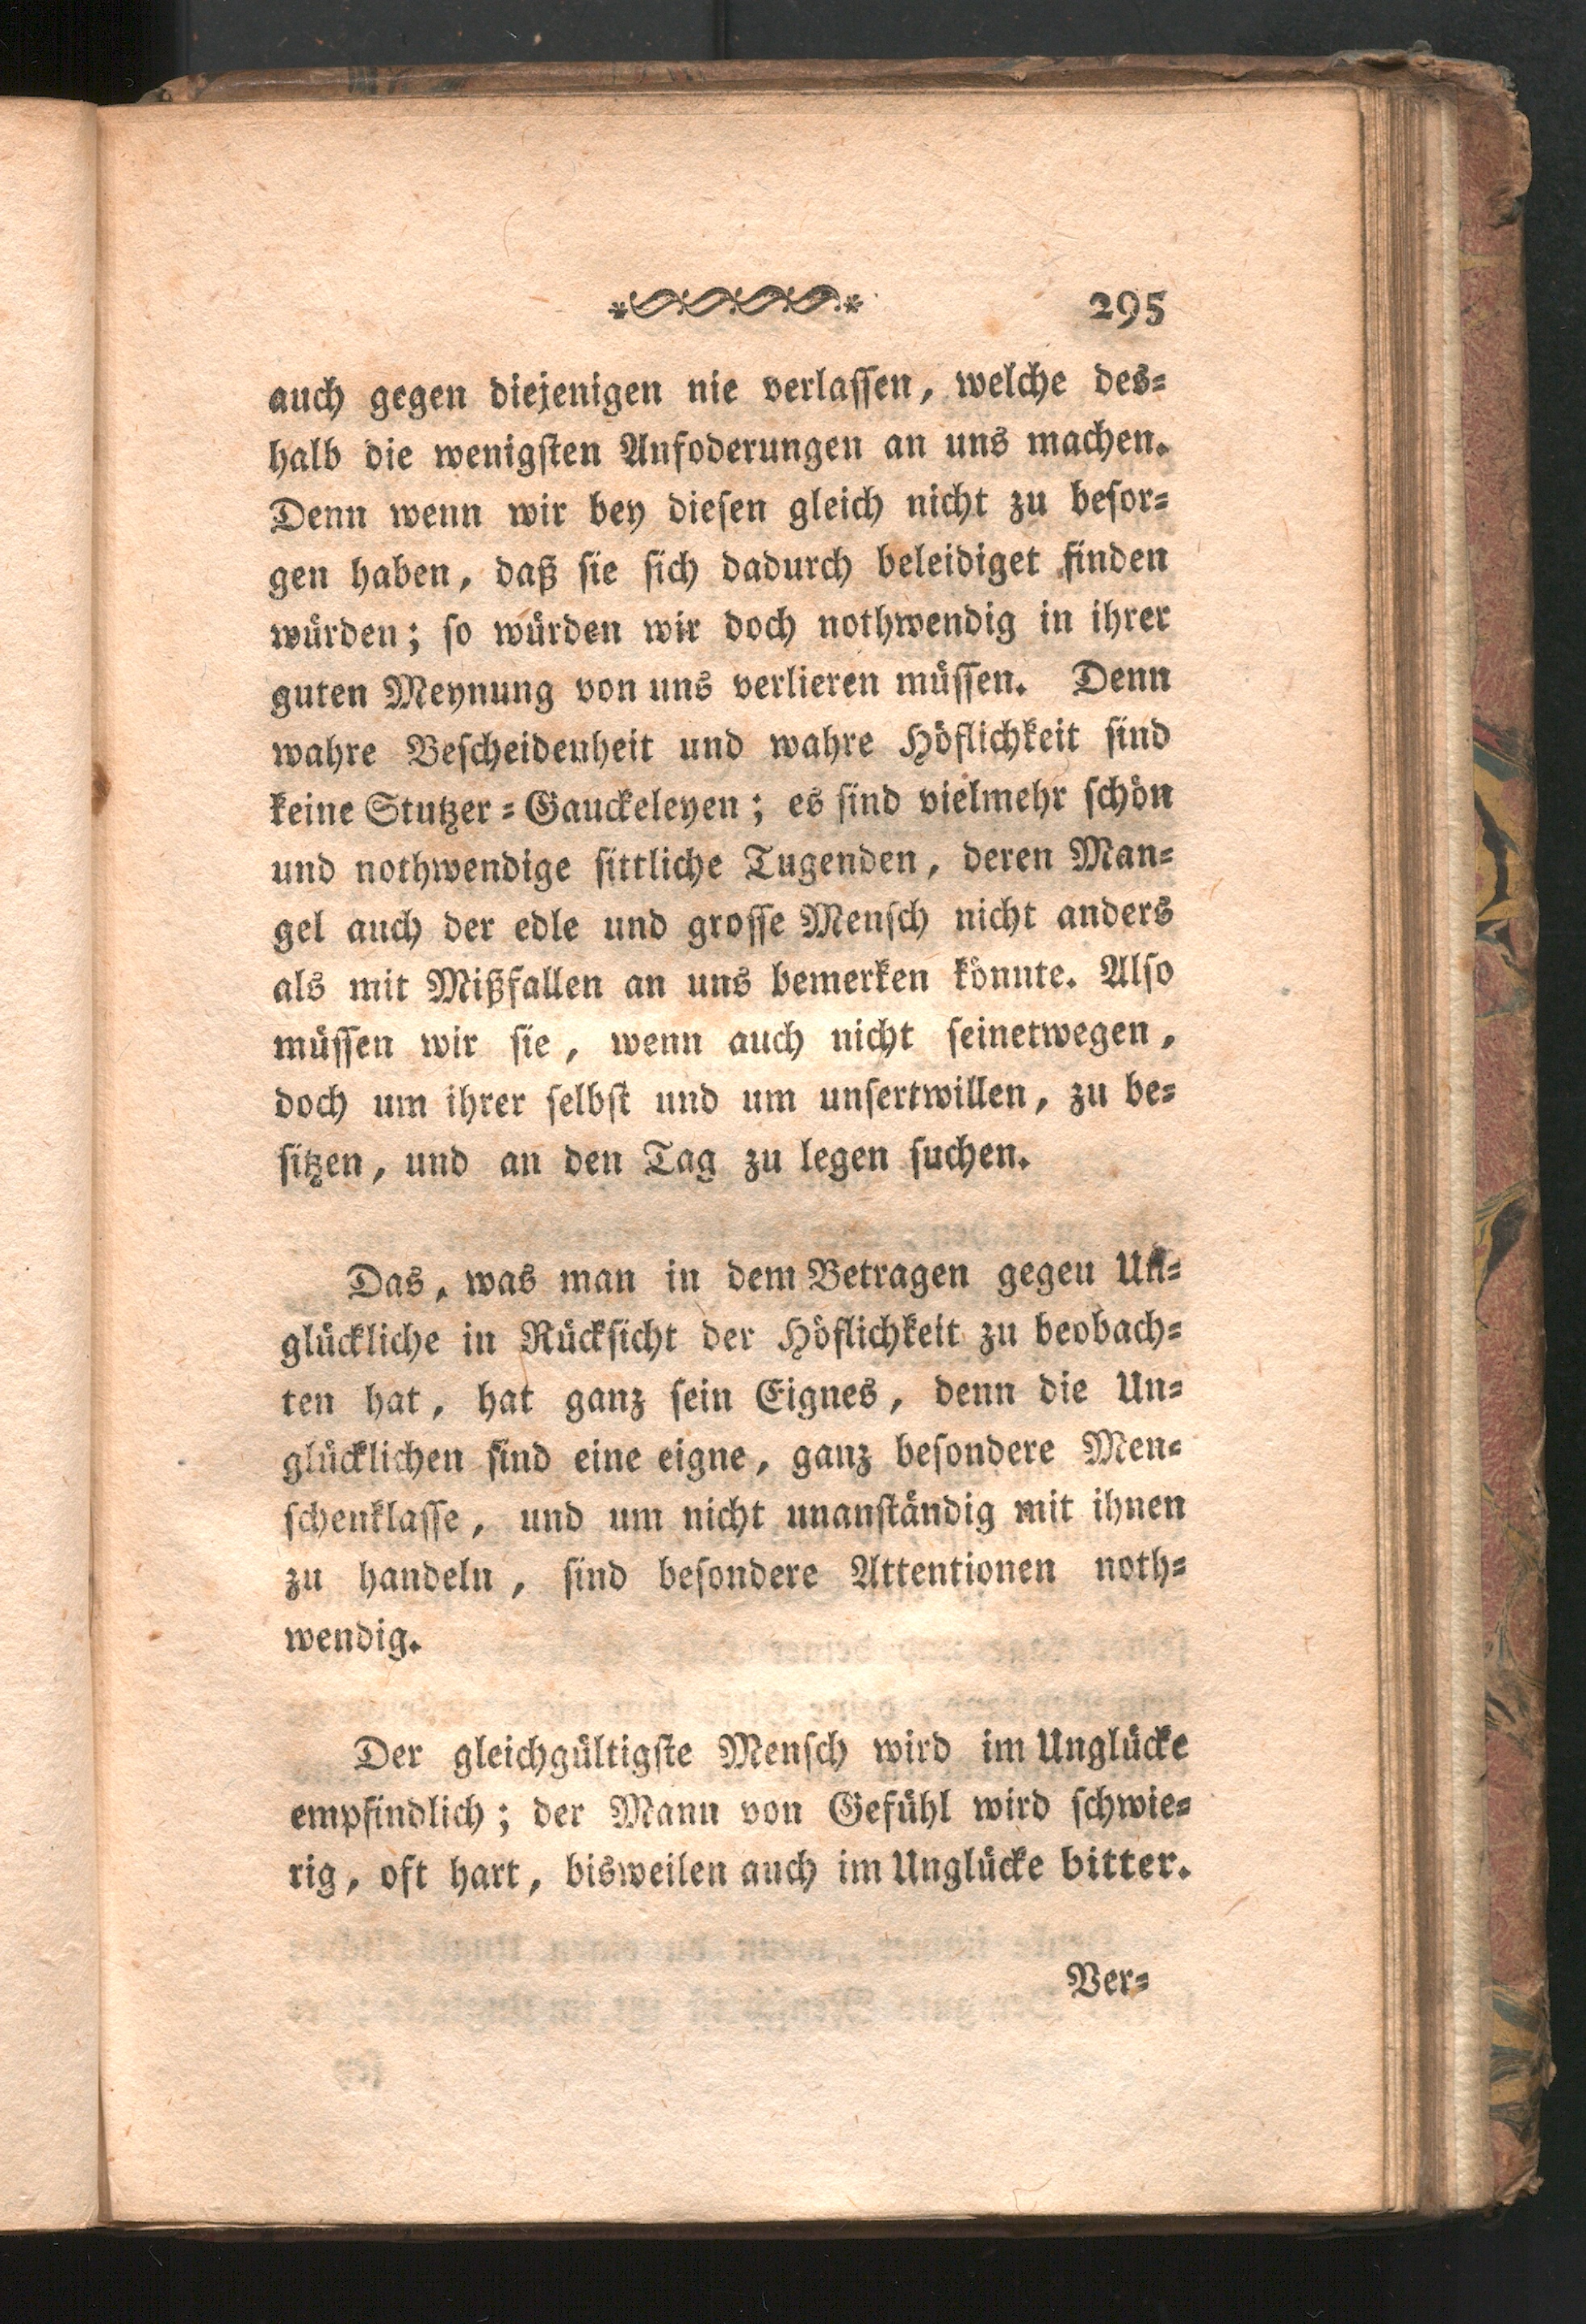 295
auch gegen diejenigen nie verlassen, welche des-
halb die wenigsten Anfoderungen an uns machen.
Denn wenn wir bey diesen gleich nicht zu besor-
gen haben, daß sie sich dadurch beleidiget finden
würden; so würden wir doch nothwendig in ihrer
guten Meynung von uns verlieren müssen. Denn
wahre Bescheidenheit und wahre Höflichkeit sind
keine Stutzer-Gauckeleyen; es sind vielmehr schön
und nothwendige sittliche Tugenden, deren Man-
gel auch der edle und grosse Mensch nicht anders
als mit Mißfallen an uns bemerken könnte. Also
müssen wir sie, wenn auch nicht seinetwegen,
doch um ihrer selbst und um unsertwillen, zu be-
sitzen, und an den Tag zu legen suchen.
Das, was man in dem Betragen gegen Un-
glückliche in Rücksicht der Höflichkeit zu beobach-
ten hat, hat ganz sein Eignes, denn die Un-
glücklichen sind eine eigne, ganz besondere Men-
schenklasse, und um nicht unanständig mit ihnen
zu handeln, sind besondere Attentionen noth-
wendig.
Der gleichgültigste Mensch wird im Unglücke
empfindlich; der Mann von Gefühl wird schwie-
rig, oft hart, bisweilen auch im Unglücke bitter.
Ver-